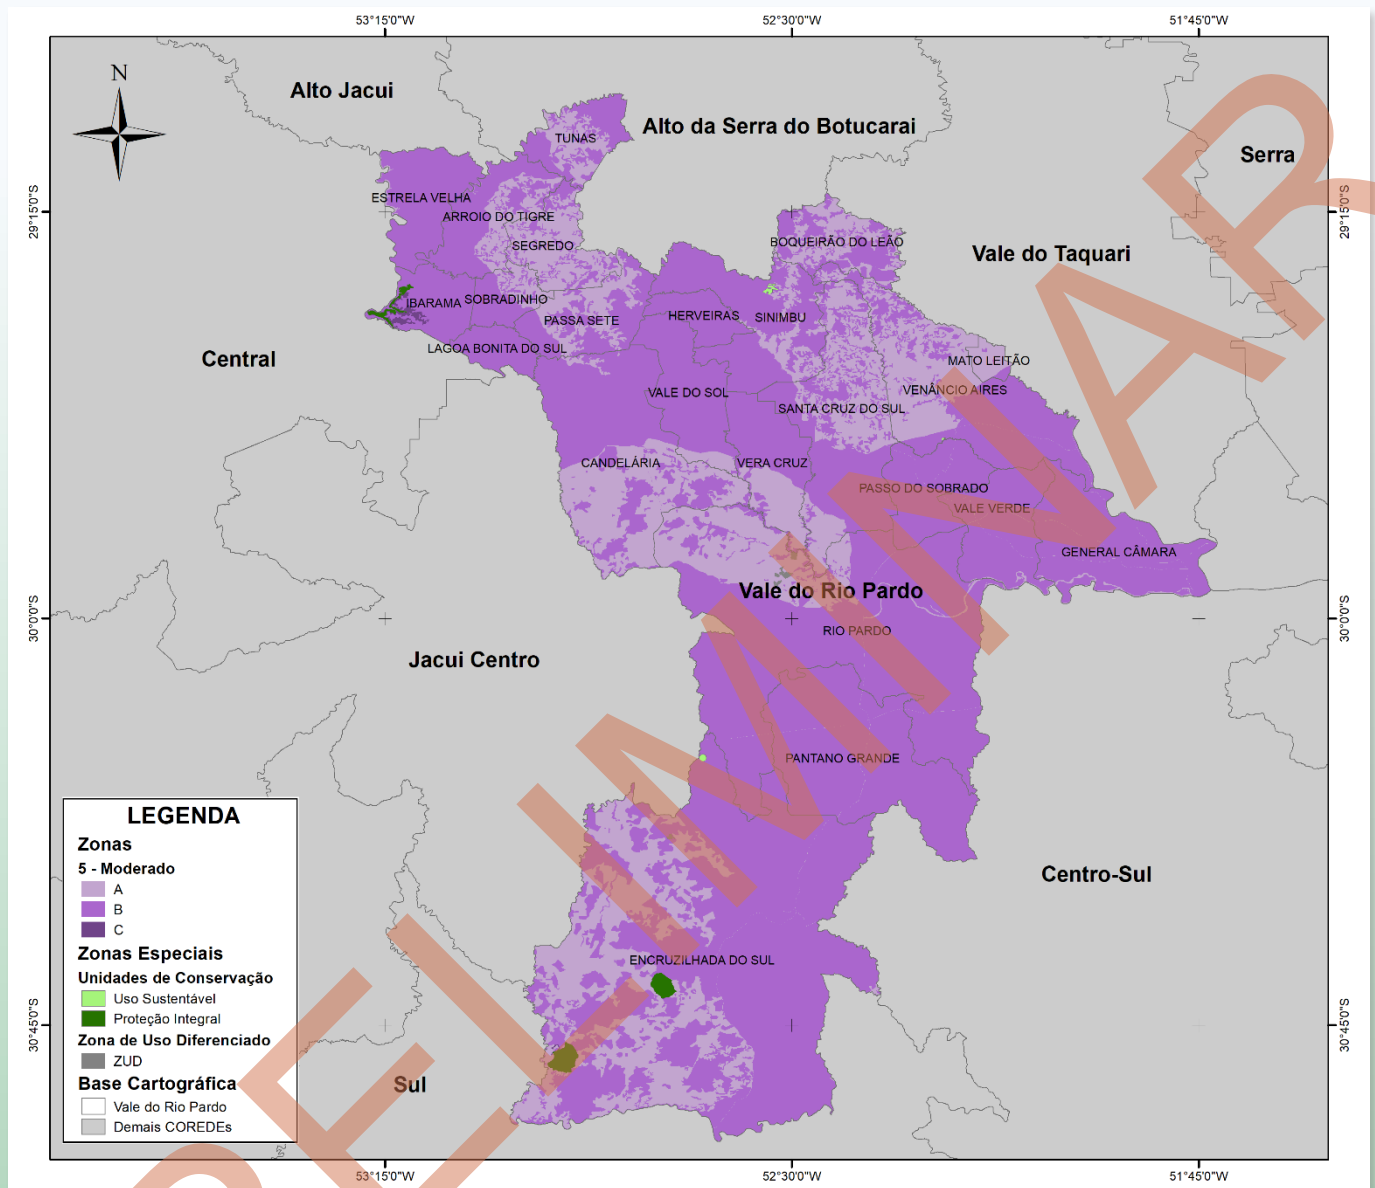 53°15'0"W
52°30'0"W
51°45'0"W
N
Alto Jacui
Alto da Serra do Botucarai
Serra
TUNAS
ESTRELA VELHA
29°15'0"S
29°15'0"S
ARROIO DO TIGRE
SEGREDO
BOQUEIRÃO DO LEÃO
Vale do Taquari
IBARAMA
SOBRADINHO
PASSA SETE
HERVEIRAS
SINIMBU
LAGOA BONITA DO SUL
Central
MATO LEITÃO
VALE DO SOL
VENÂNCIO AIRES
SANTA CRUZ DO SUL
CANDELÁRIA
VERA CRUZ
PASSO DO SOBRADO
VALE VERDE
GENERAL CÂMARA
Vale do Rio Pardo
30°0'0"S
30°0'0"S
RIO PARDO
Jacui Centro
PANTANO GRANDE
Centro-Sul
ENCRUZILHADA DO SUL
30°45'0"S
30°45'0"S
Sul
LEGENDA
Zonas
5 - Moderado
A
B
C
Zonas Especiais
Unidades de Conservação
Uso Sustentável
Proteção Integral
Zona de Uso Diferenciado
ZUD
Base Cartográfica
Vale do Rio Pardo
Demais COREDEs
53°15'0"W
52°30'0"W
51°45'0"W
ELIMINAR